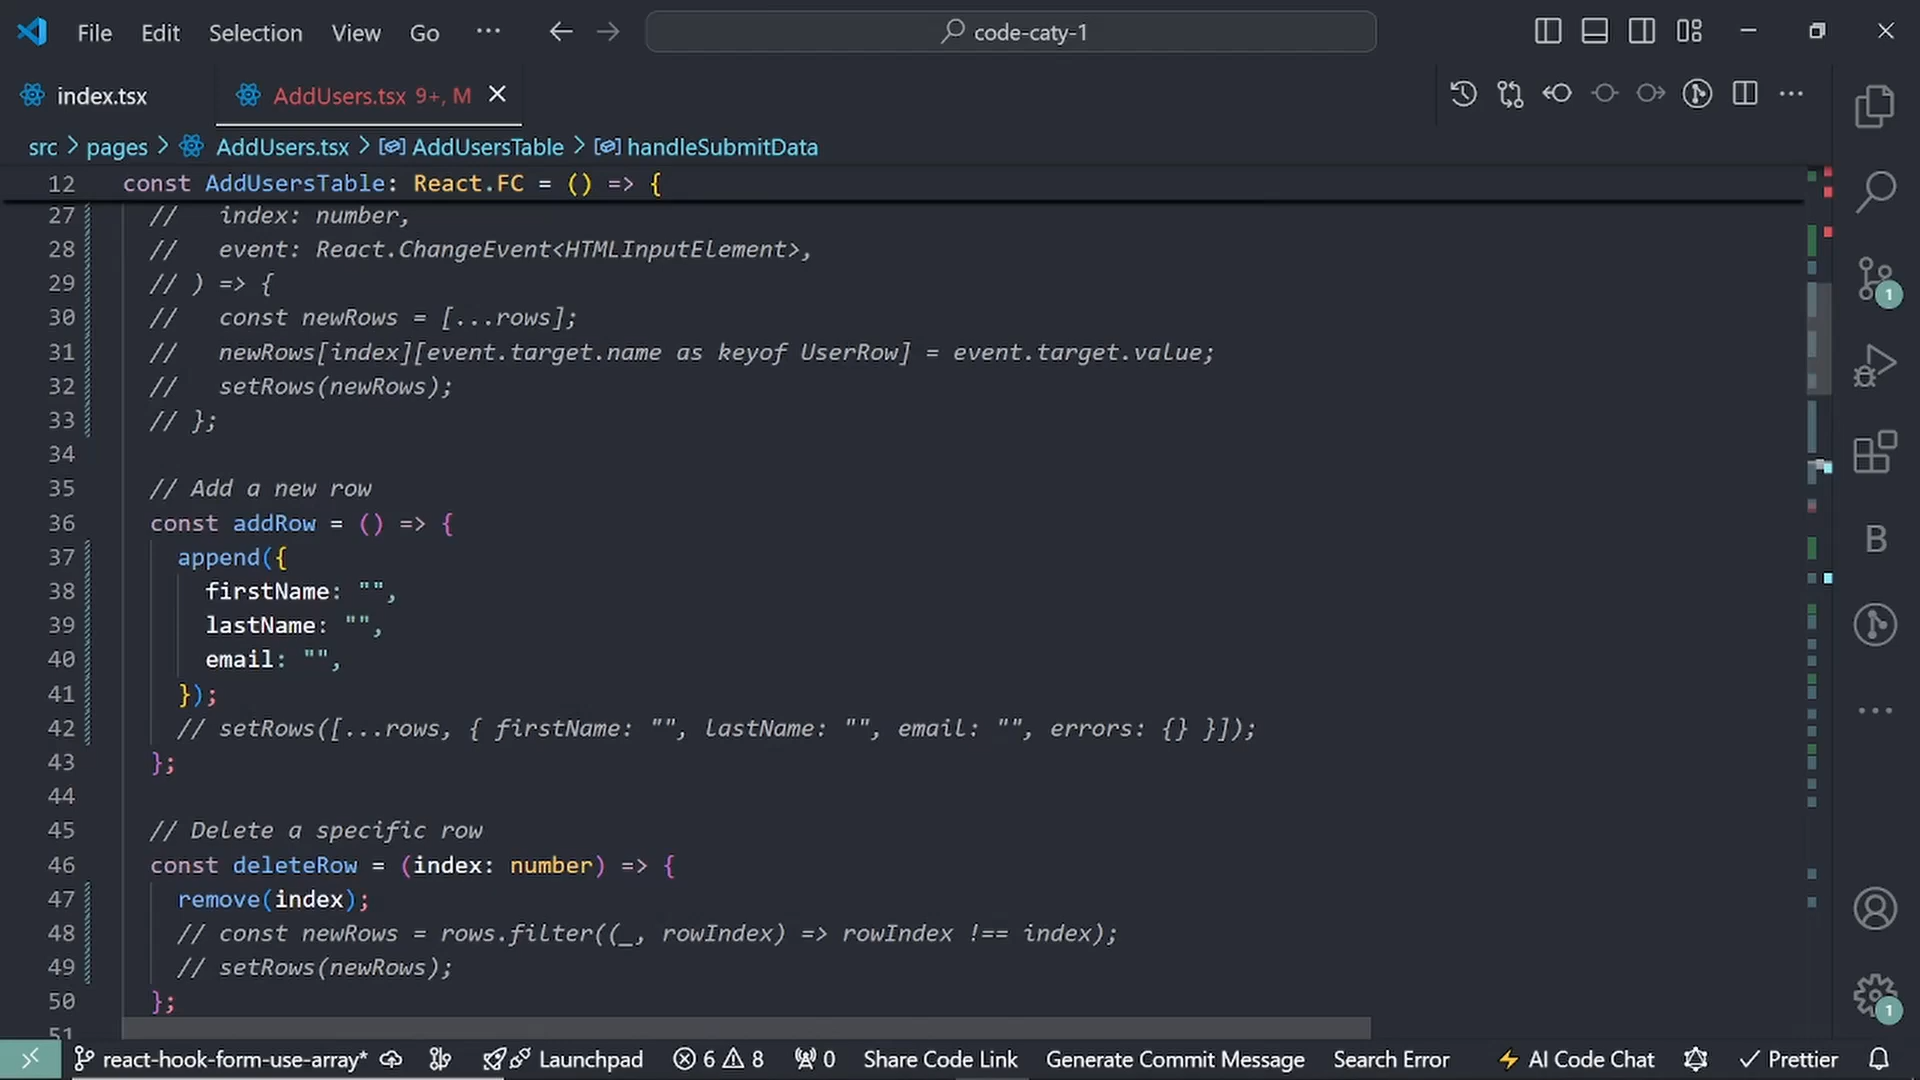 File Edit Selection View Go ··· code-caty-1
index.tsx AddUsers.tsx 9+, M
src > pages > AddUsers.tsx > AddUsersTable > handleSubmitData
12 const AddUsersTable: React.FC = () => {
27 //   index: number,
28 //   event: React.ChangeEvent<HTMLInputElement>,
29 // ) => {
30 //   const newRows = [...rows];
31 //   newRows[index][event.target.name as keyof UserRow] = event.target.value;
32 //   setRows(newRows);
33 // };
34
35 // Add a new row
36 const addRow = () => {
37 append({
38 firstName: "",
39 lastName: "",
40 email: "",
41 });
42 // setRows([...rows, { firstName: "", lastName: "", email: "", errors: {} }]);
43 };
44
45 // Delete a specific row
46 const deleteRow = (index: number) => {
47 remove(index);
48 // const newRows = rows.filter((_, rowIndex) => rowIndex !== index);
49 // setRows(newRows);
50 };
51
1
B
1
react-hook-form-use-array* Launchpad 6 8 0 Share Code Link Generate Commit Message Search Error AI Code Chat Prettier